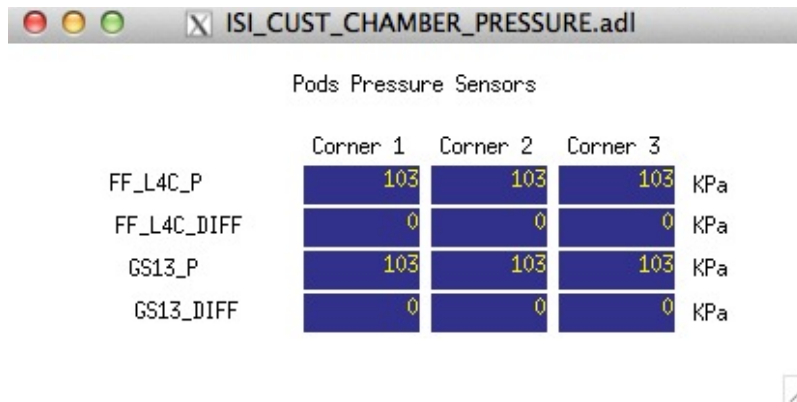 ISI_CUST_CHAMBER_PRESSURE.adl
Pods Pressure Sensors
Corner 1 Corner 2 Corner 3
FF_L4C_P 103 103 103 KPa
FF_L4C_DIFF 0 0 0 KPa
GS13_P 103 103 103 KPa
GS13_DIFF 0 0 0 KPa